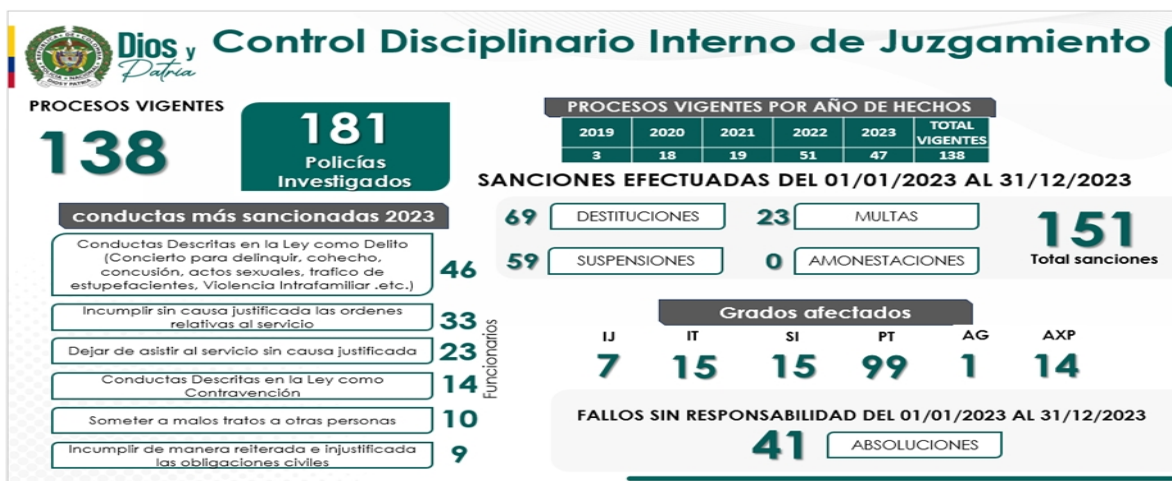 Dios y
Patria
Control Disciplinario Interno de Juzgamiento
PROCESOS VIGENTES
138
181
Policías
Investigados
PROCESOS VIGENTES POR AÑO DE HECHOS
2019 2020 2021 2022 2023 TOTAL VIGENTES
3 18 19 51 47 138
SANCIONES EFECTUADAS DEL 01/01/2023 AL 31/12/2023
69 DESTITUCIONES 23 MULTAS
59 SUSPENSIONES 0 AMONESTACIONES
151
Total sanciones
conductas más sancionadas 2023
Conductas Descritas en la Ley como Delito
(Concierto para delinquir, cohecho,
concusión, actos sexuales, trafico de
estupefacientes, Violencia Intrafamiliar .etc.)
46
Incumplir sin causa justificada las ordenes
relativas al servicio
33
Dejar de asistir al servicio sin causa justificada
23
Conductas Descritas en la Ley como
Contravención
14
Someter a malos tratos a otras personas
10
Incumplir de manera reiterada e injustificada
las obligaciones civiles
9
Funcionarios
Grados afectados
IJ IT SI PT AG AXP
7 15 15 99 1 14
FALLOS SIN RESPONSABILIDAD DEL 01/01/2023 AL 31/12/2023
41 ABSOLUCIONES